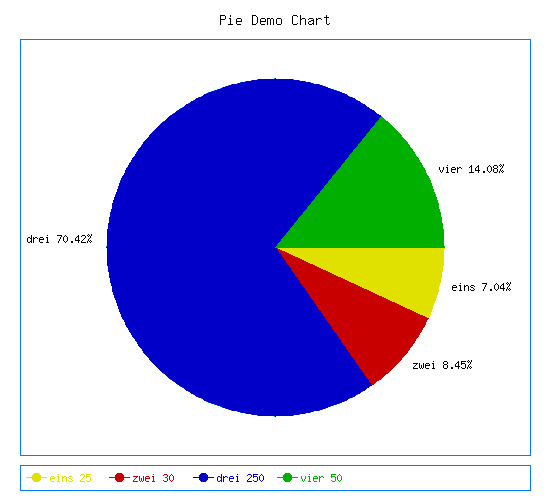 Pie Demo Chart
vier 14.08%
drei 70.42%
eins 7.04%
zwei 8.45%
eins 25 zwei 30 drei 250 vier 50